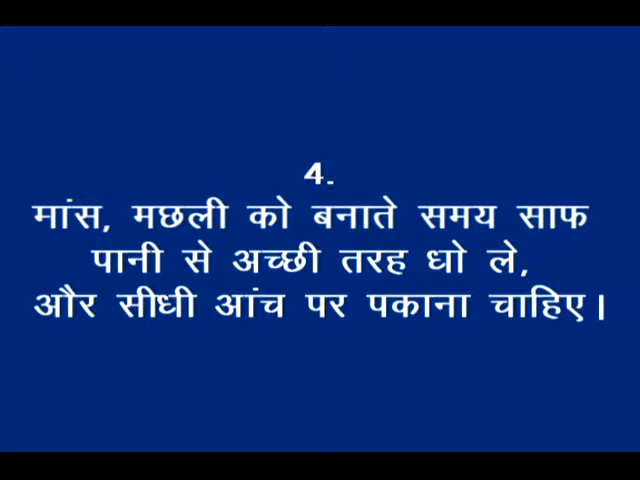 4.
मांस, मछली को बनाते समय साफ
पानी से अच्छी तरह धो ले,
और सीधी आंच पर पकाना चाहिए।